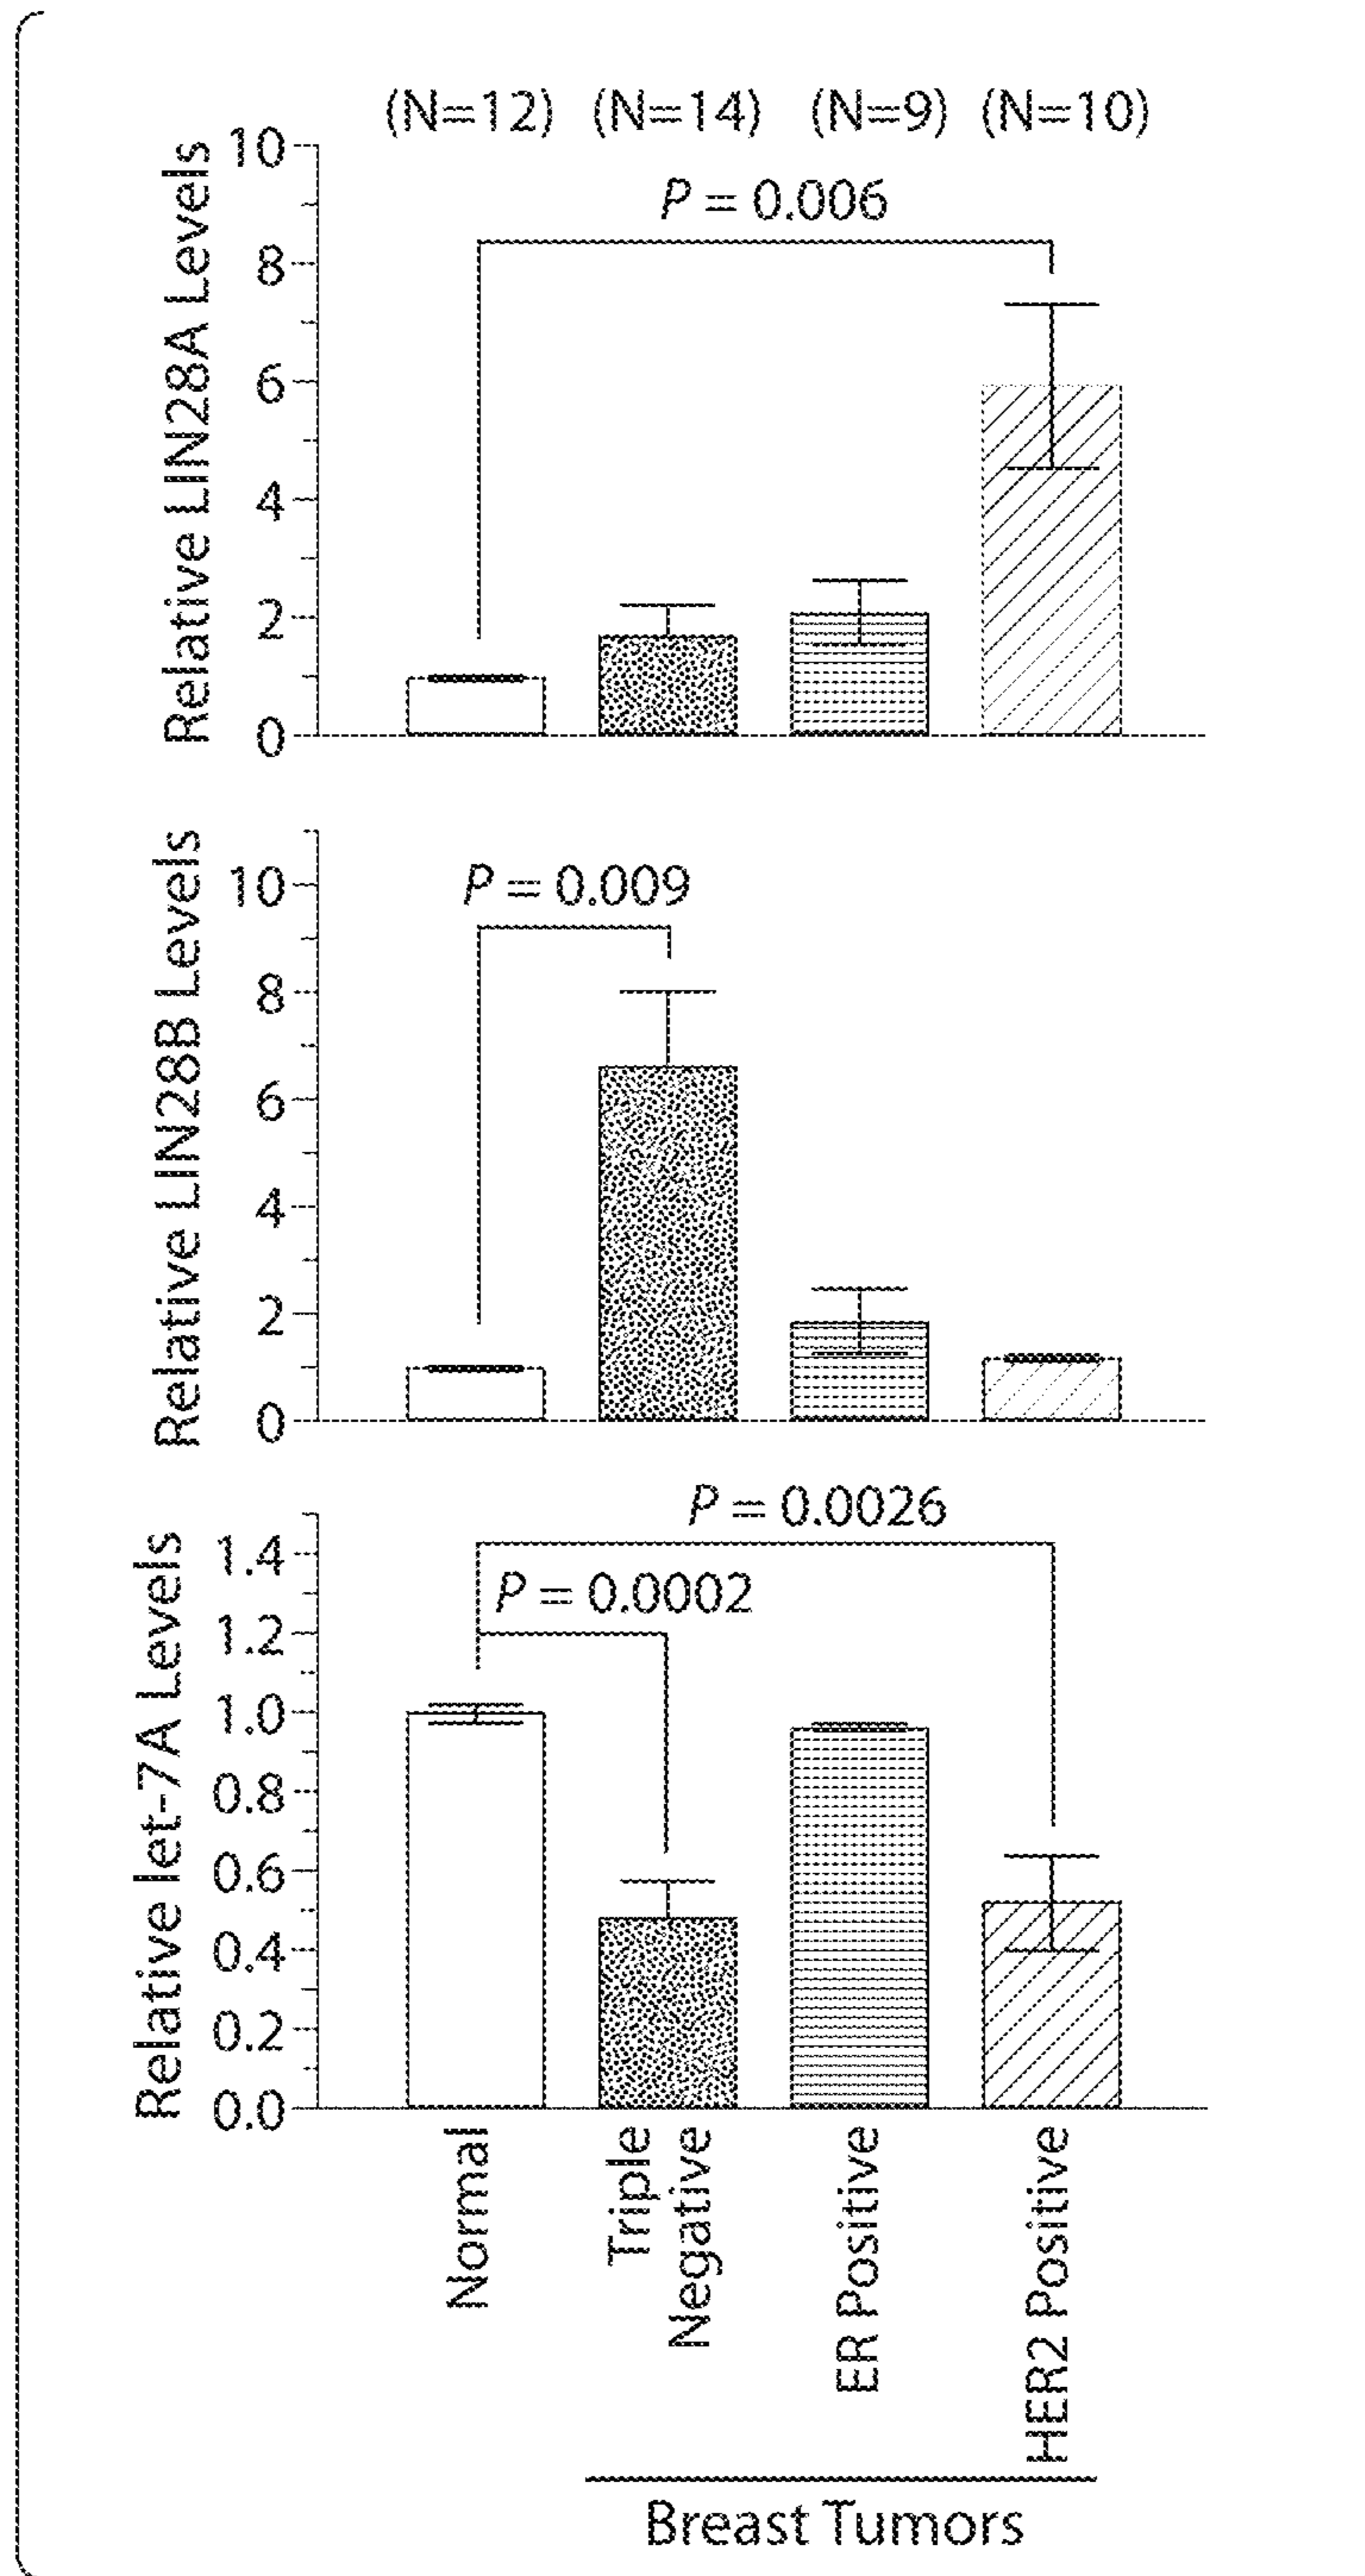 (N=12) (N=14) (N=9) (N=10)
Relative LIN28A Levels
10
8
6
4
2
0
P = 0.006
Relative LIN28B Levels
10
8
6
4
2
0
P = 0.009
Relative let-7A Levels
1.4
1.2
1.0
0.8
0.6
0.4
0.2
0.0
P = 0.0026
P = 0.0002
Normal
Triple
Negative
ER Positive
HER2 Positive
Breast Tumors